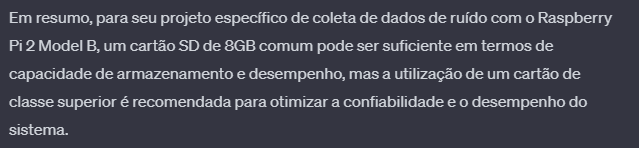 Em resumo, para seu projeto específico de coleta de dados de ruído com o Raspberry
Pi 2 Model B, um cartão SD de 8GB comum pode ser suficiente em termos de
capacidade de armazenamento e desempenho, mas a utilização de um cartão de
classe superior é recomendada para otimizar a confiabilidade e o desempenho do
sistema.